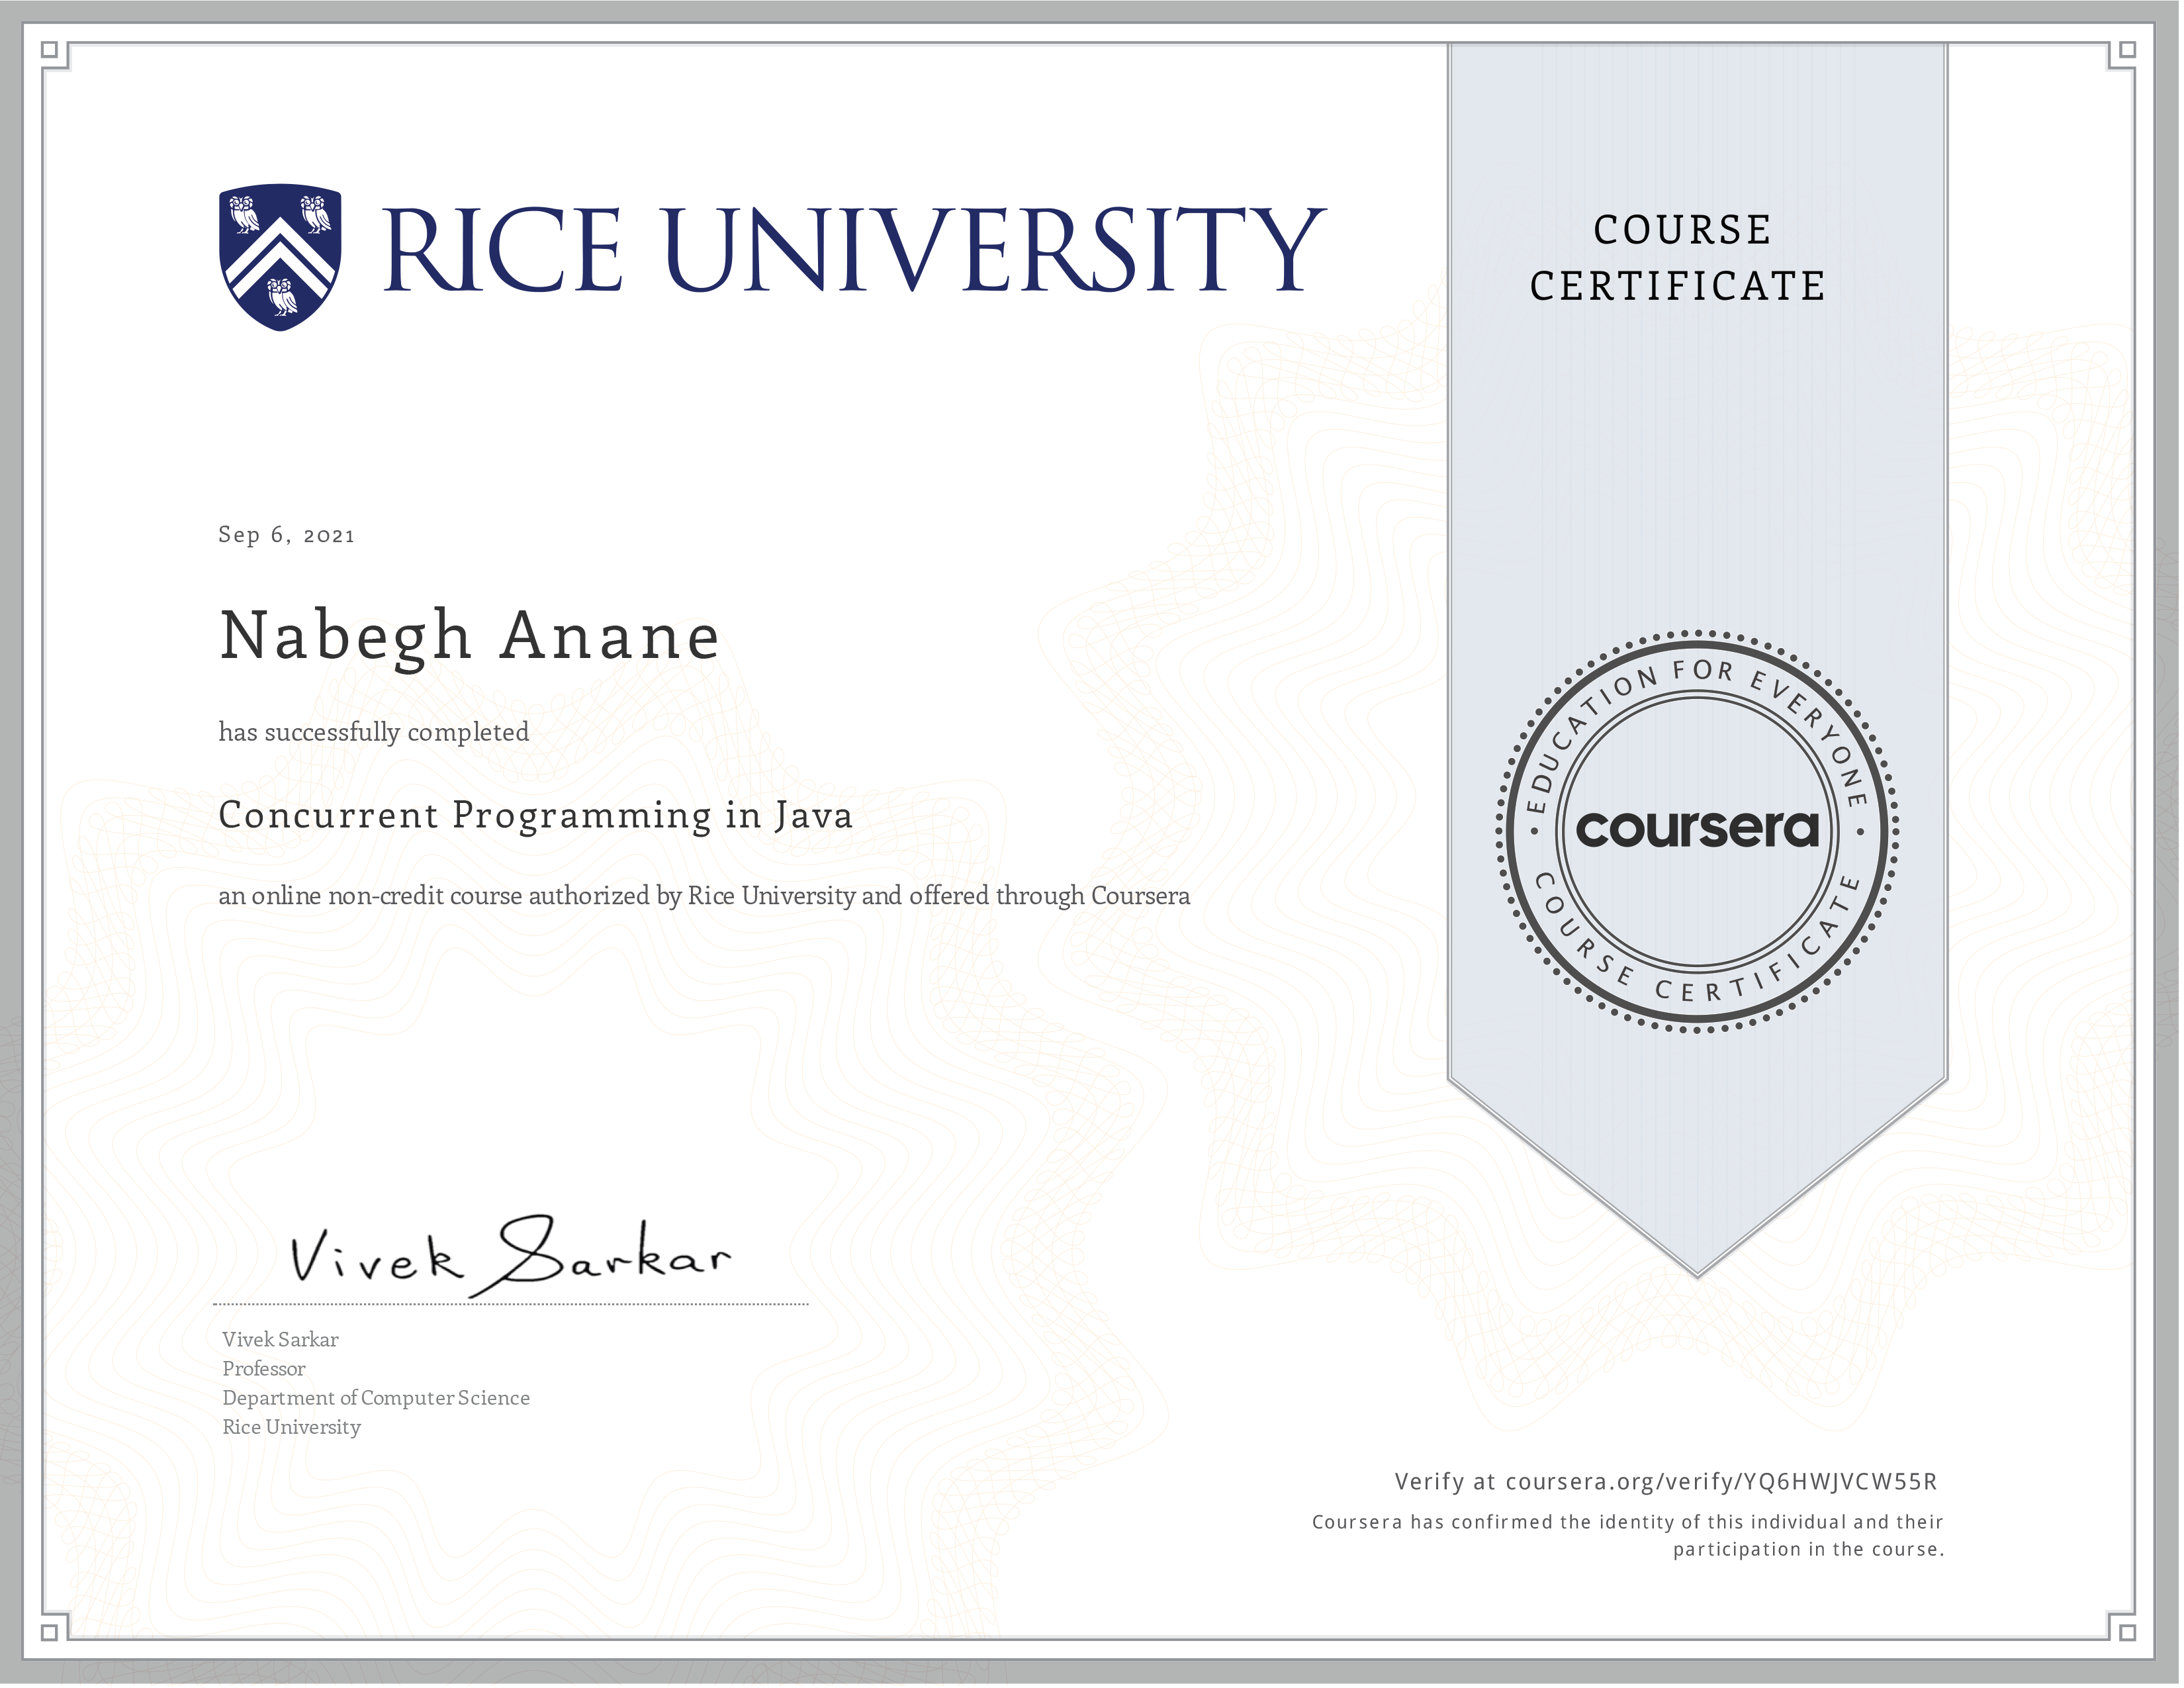 RICE UNIVERSITY
COURSE
CERTIFICATE
Sep 6, 2021
Nabegh Anane
has successfully completed
Concurrent Programming in Java
an online non-credit course authorized by Rice University and offered through Coursera
EDUCATION FOR EVERYONE
coursera
COURSE CERTIFICATE
Vivek Sarkar
Vivek Sarkar
Professor
Department of Computer Science
Rice University
Verify at coursera.org/verify/YQ6HWJVCW55R
Coursera has confirmed the identity of this individual and their
participation in the course.